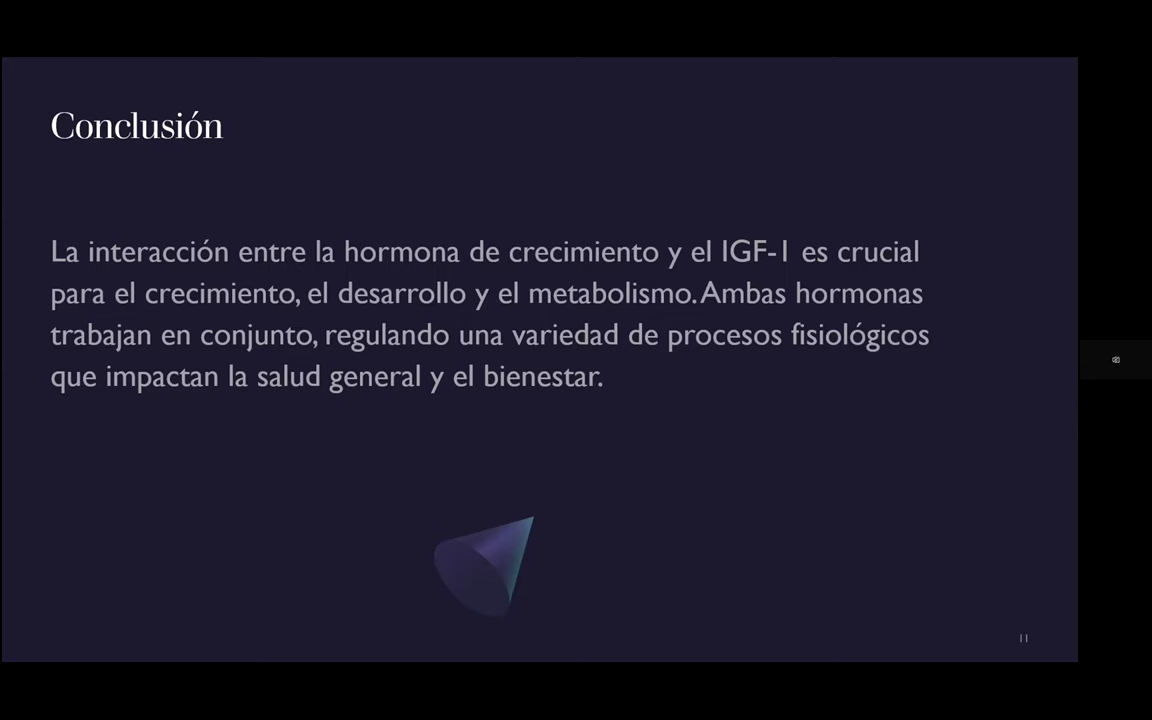 Conclusión
La interacción entre la hormona de crecimiento y el IGF-1 es crucial
para el crecimiento, el desarrollo y el metabolismo. Ambas hormonas
trabajan en conjunto, regulando una variedad de procesos fisiológicos
que impactan la salud general y el bienestar.
11